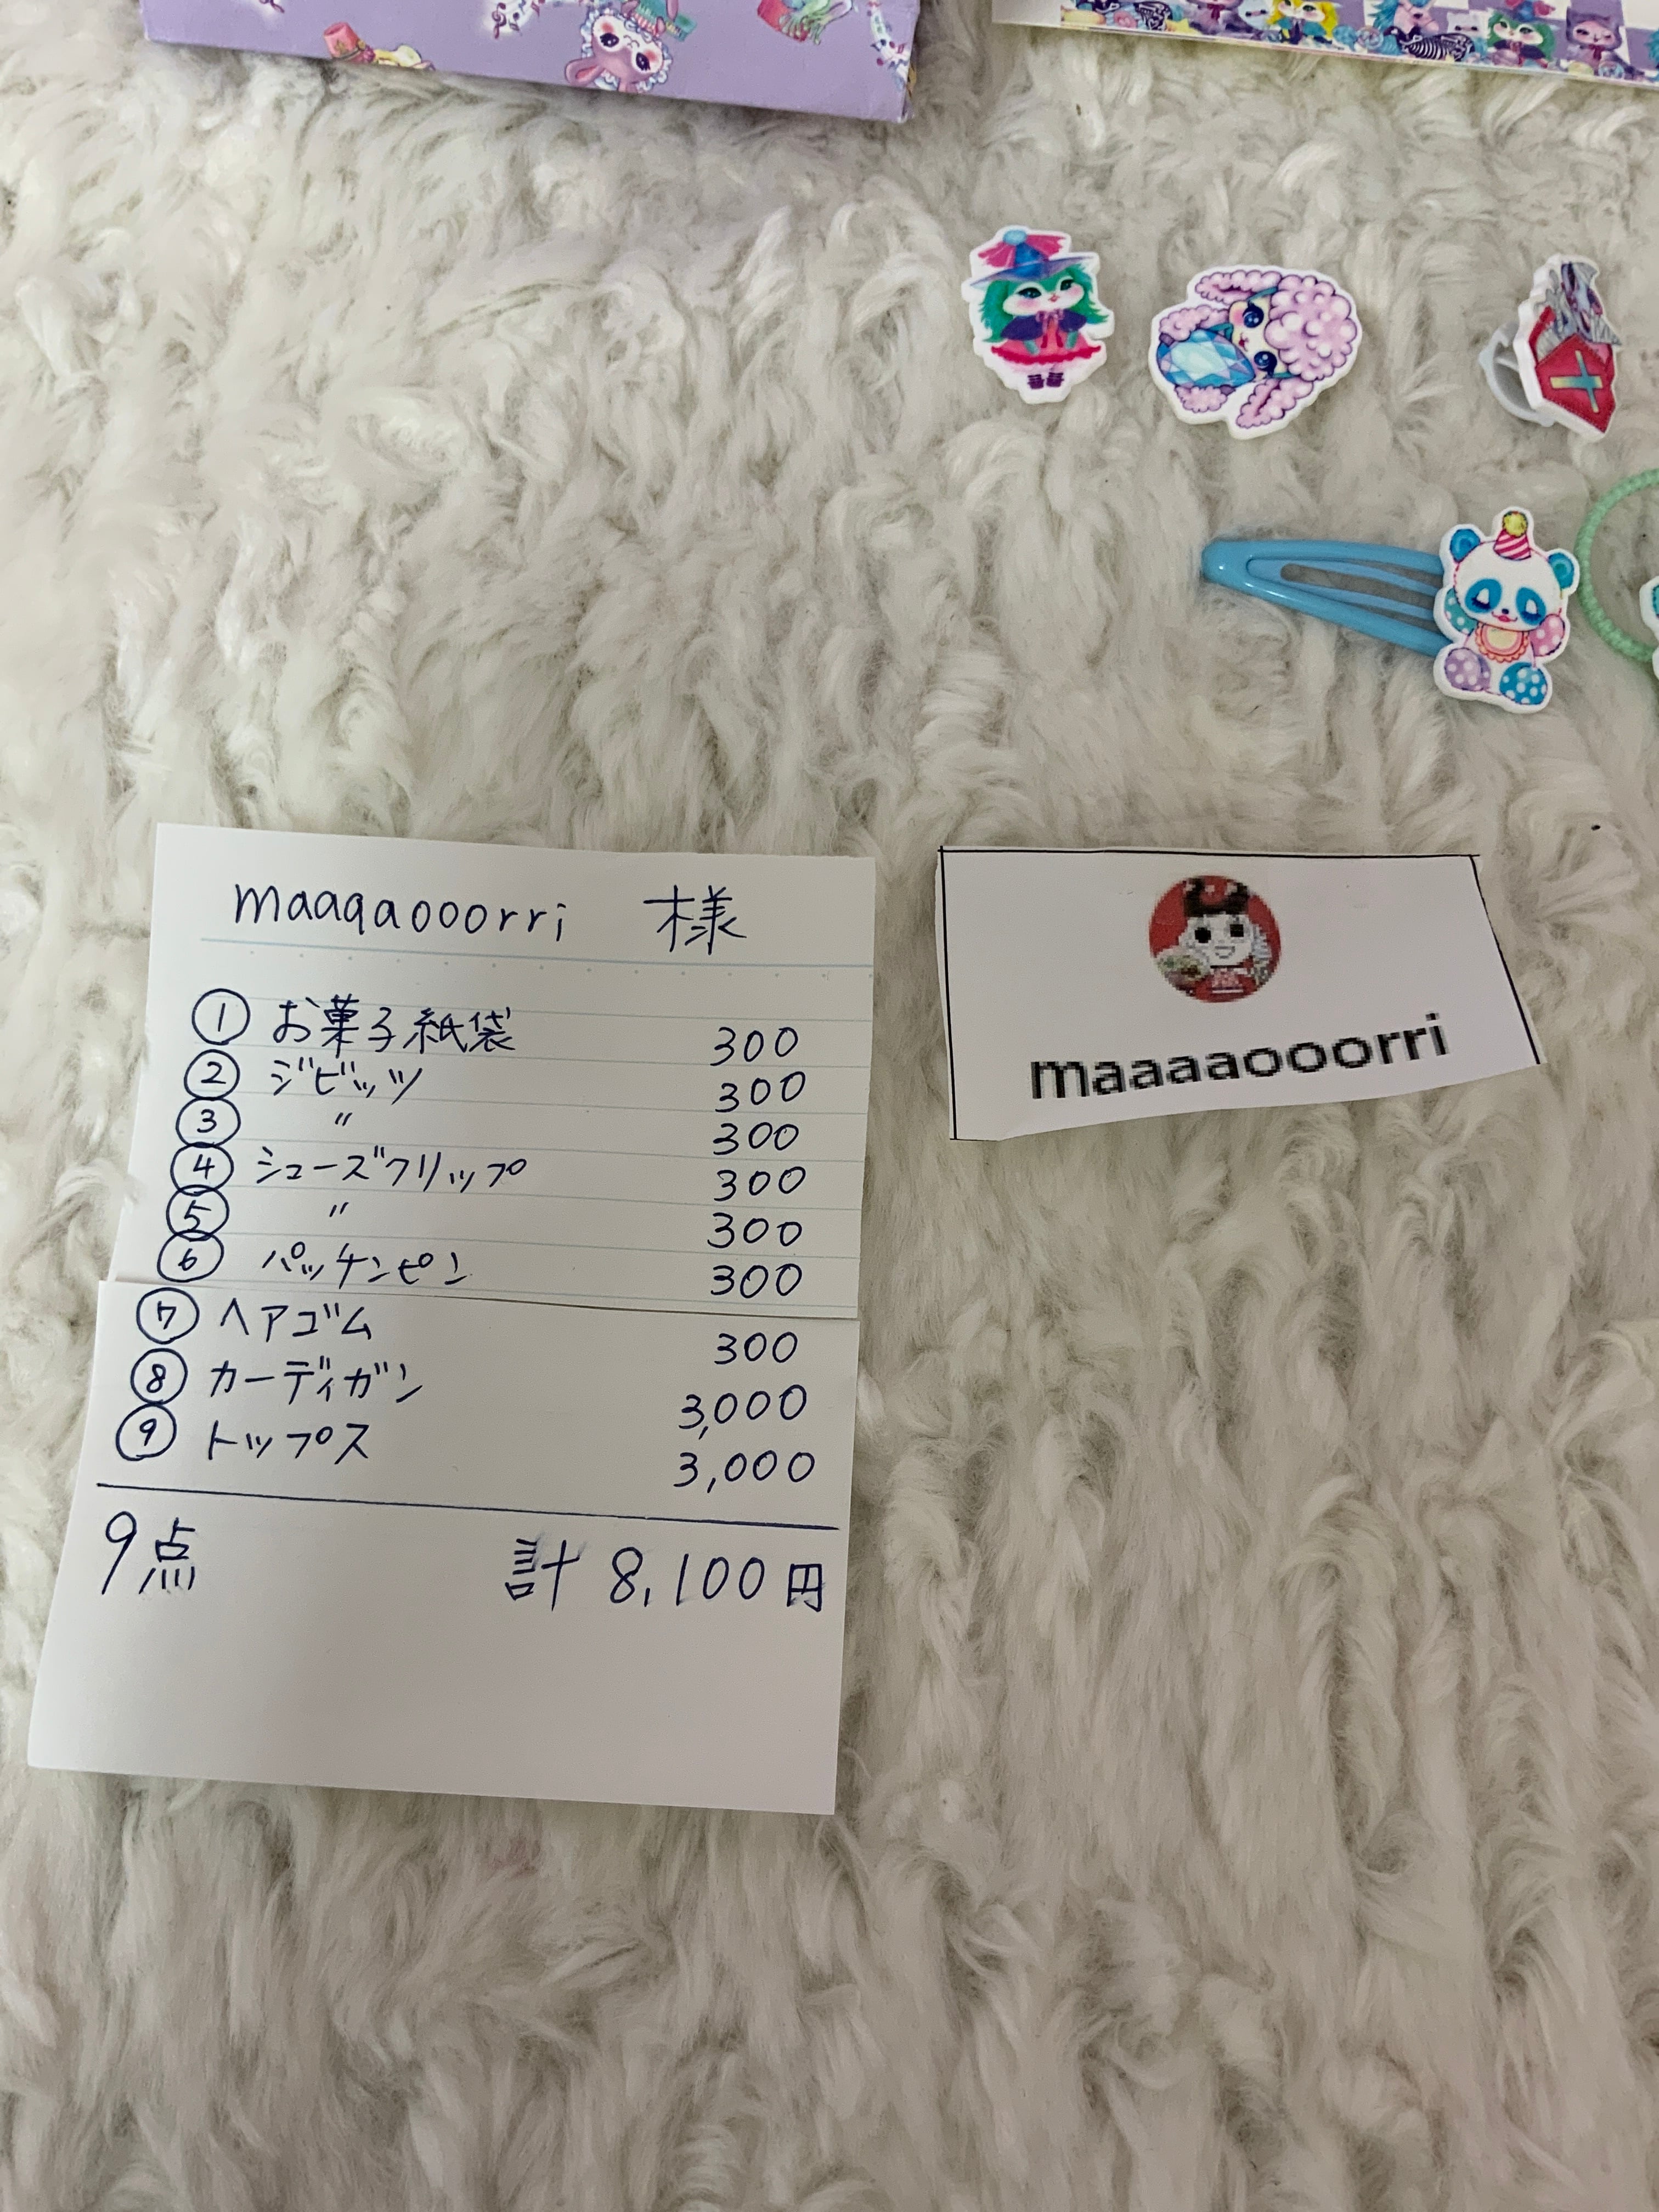 maaaaooorri 様
① お菓子紙袋 300
② ジビッツ 300
③ 〃 300
④ シューズクリップ 300
⑤ 〃 300
⑥ パッチンピン 300
⑦ ヘアゴム 300
⑧ カーディガン 3,000
⑨ トップス 3,000
9点 計 8,100円
maaaaooorri